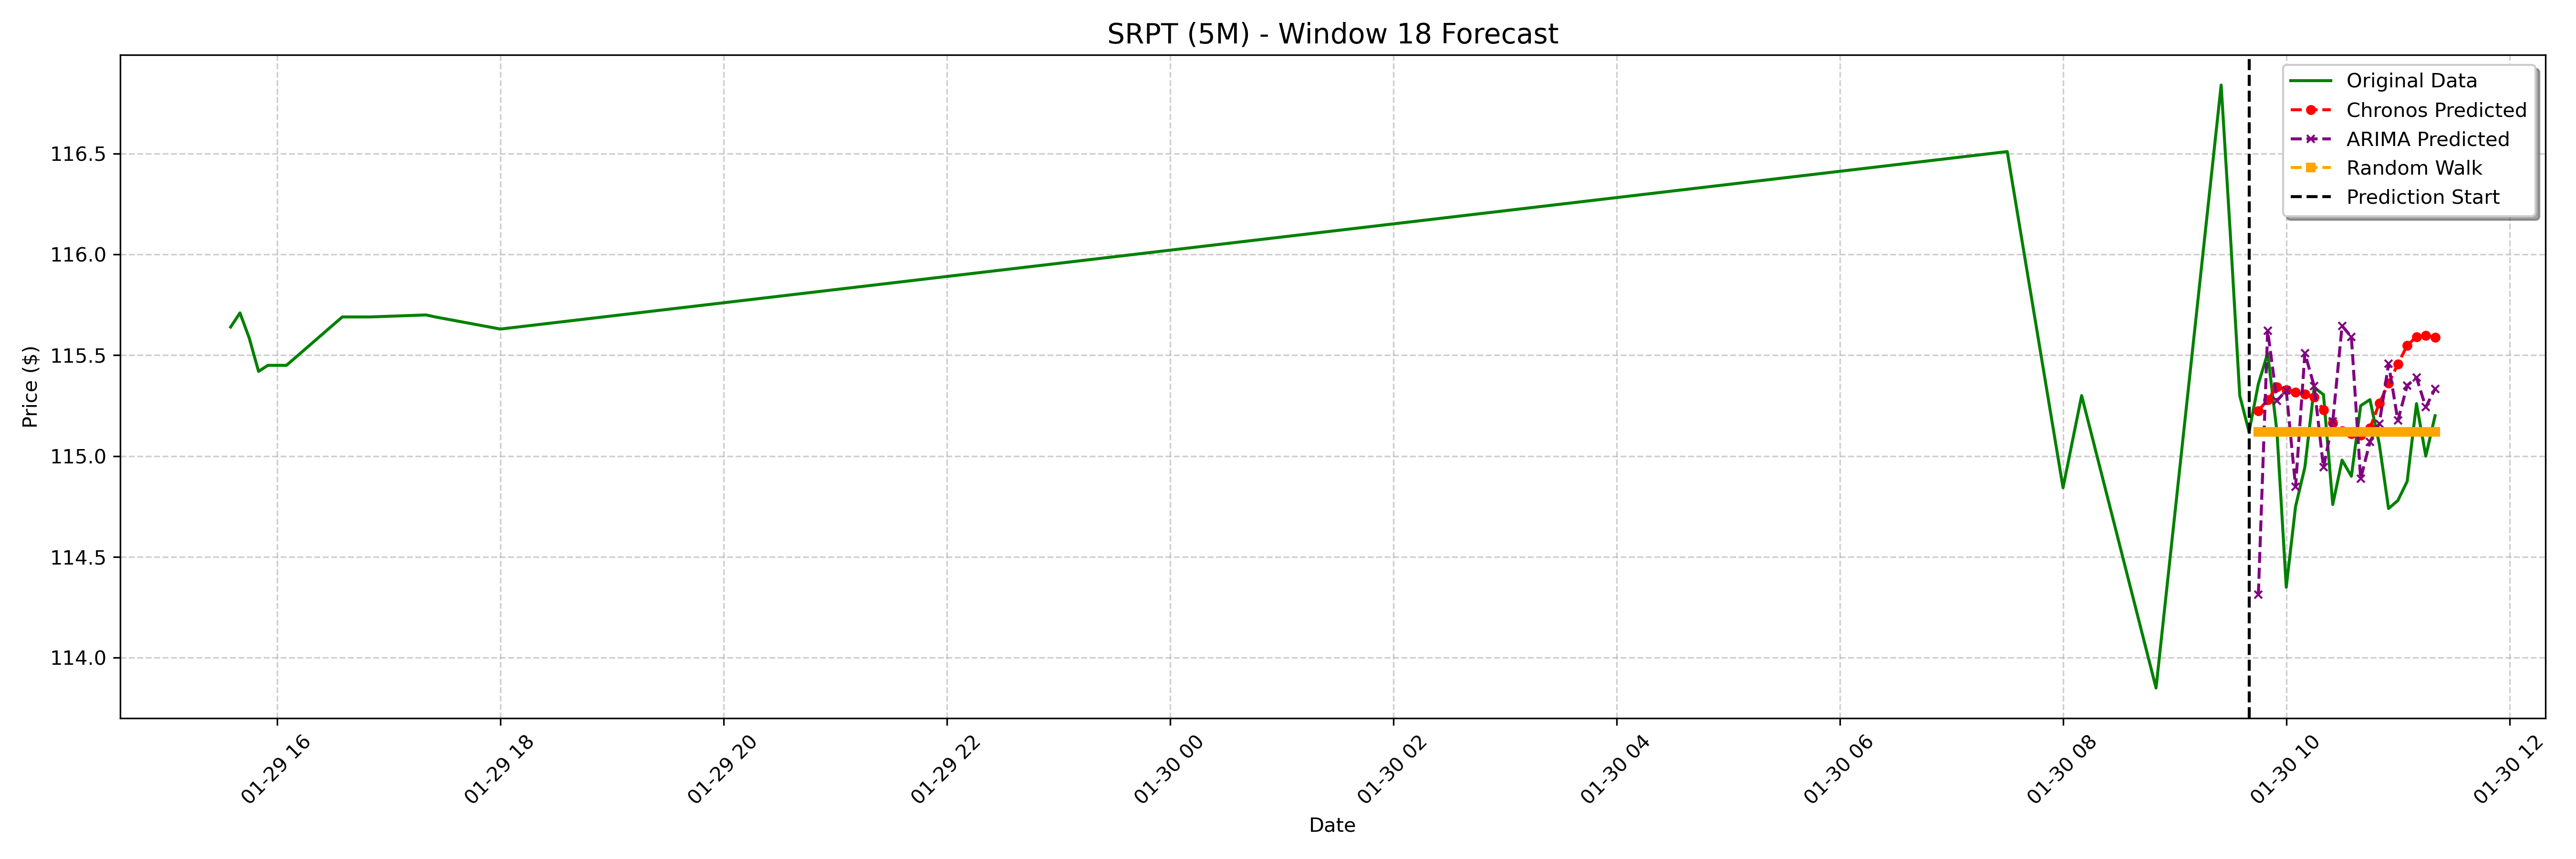 SRPT (5M) - Window 18 Forecast
Original Data
Chronos Predicted
ARIMA Predicted
Random Walk
Prediction Start
Price ($)
116.5
116.0
115.5
115.0
114.5
114.0
01-29 16
01-29 18
01-29 20
01-29 22
01-30 00
01-30 02
01-30 04
01-30 06
01-30 08
01-30 10
01-30 12
Date